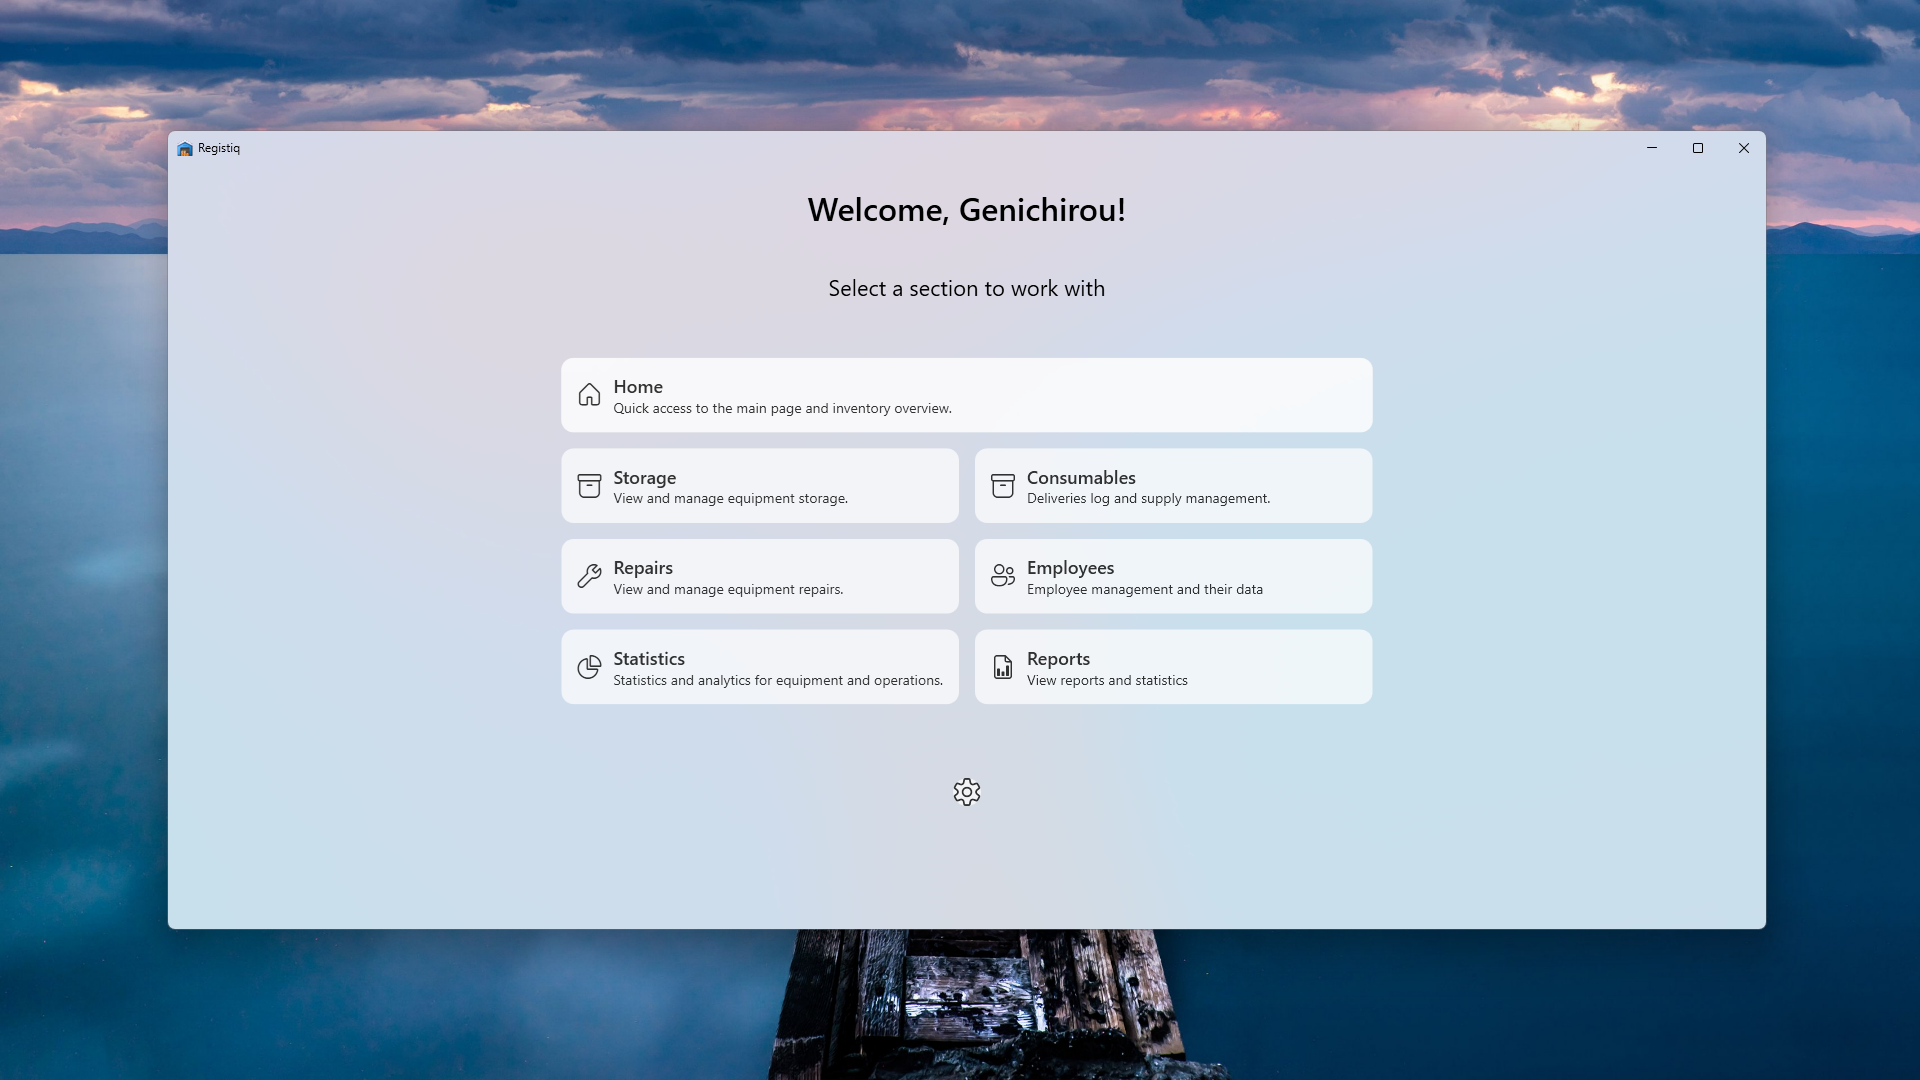 Registiq
Welcome, Genichirou!
Select a section to work with
Home
Quick access to the main page and inventory overview.
Storage
View and manage equipment storage.
Consumables
Deliveries log and supply management.
Repairs
View and manage equipment repairs.
Employees
Employee management and their data
Statistics
Statistics and analytics for equipment and operations.
Reports
View reports and statistics